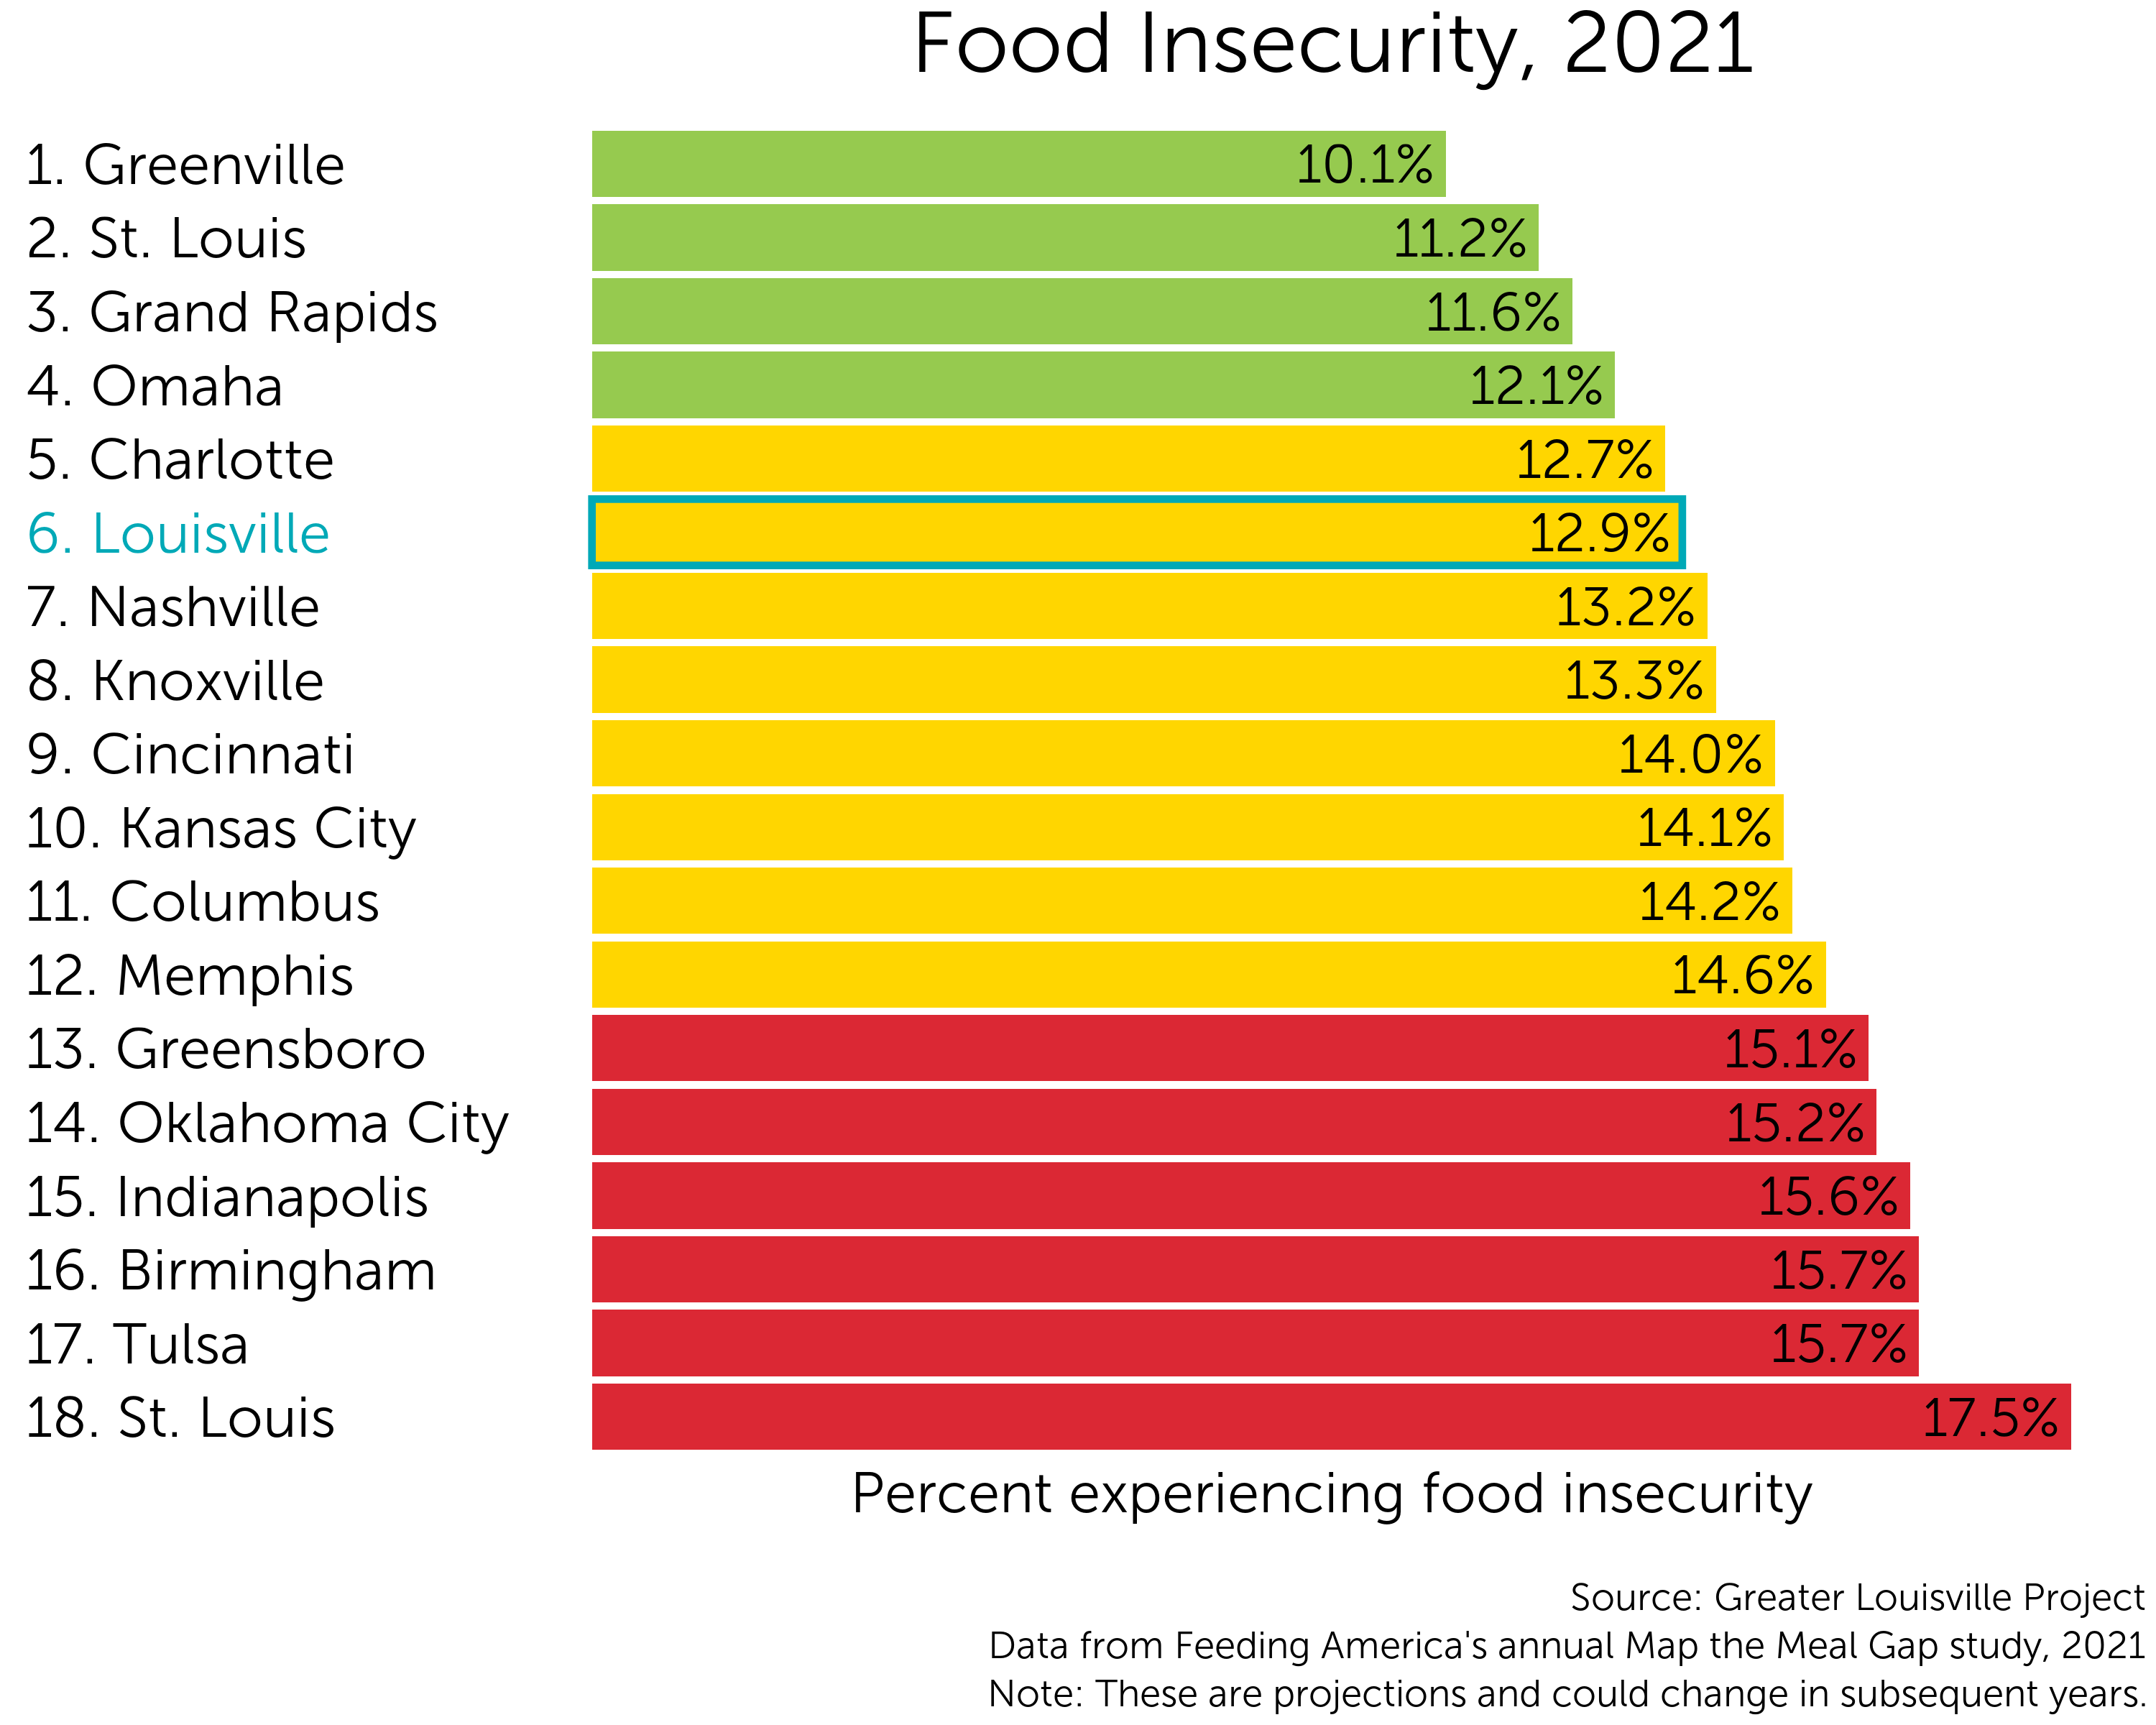 Food Insecurity, 2021
1. Greenville 10.1%
2. St. Louis 11.2%
3. Grand Rapids 11.6%
4. Omaha 12.1%
5. Charlotte 12.7%
6. Louisville 12.9%
7. Nashville 13.2%
8. Knoxville 13.3%
9. Cincinnati 14.0%
10. Kansas City 14.1%
11. Columbus 14.2%
12. Memphis 14.6%
13. Greensboro 15.1%
14. Oklahoma City 15.2%
15. Indianapolis 15.6%
16. Birmingham 15.7%
17. Tulsa 15.7%
18. St. Louis 17.5%
Percent experiencing food insecurity
Source: Greater Louisville Project
Data from Feeding America's annual Map the Meal Gap study, 2021
Note: These are projections and could change in subsequent years.